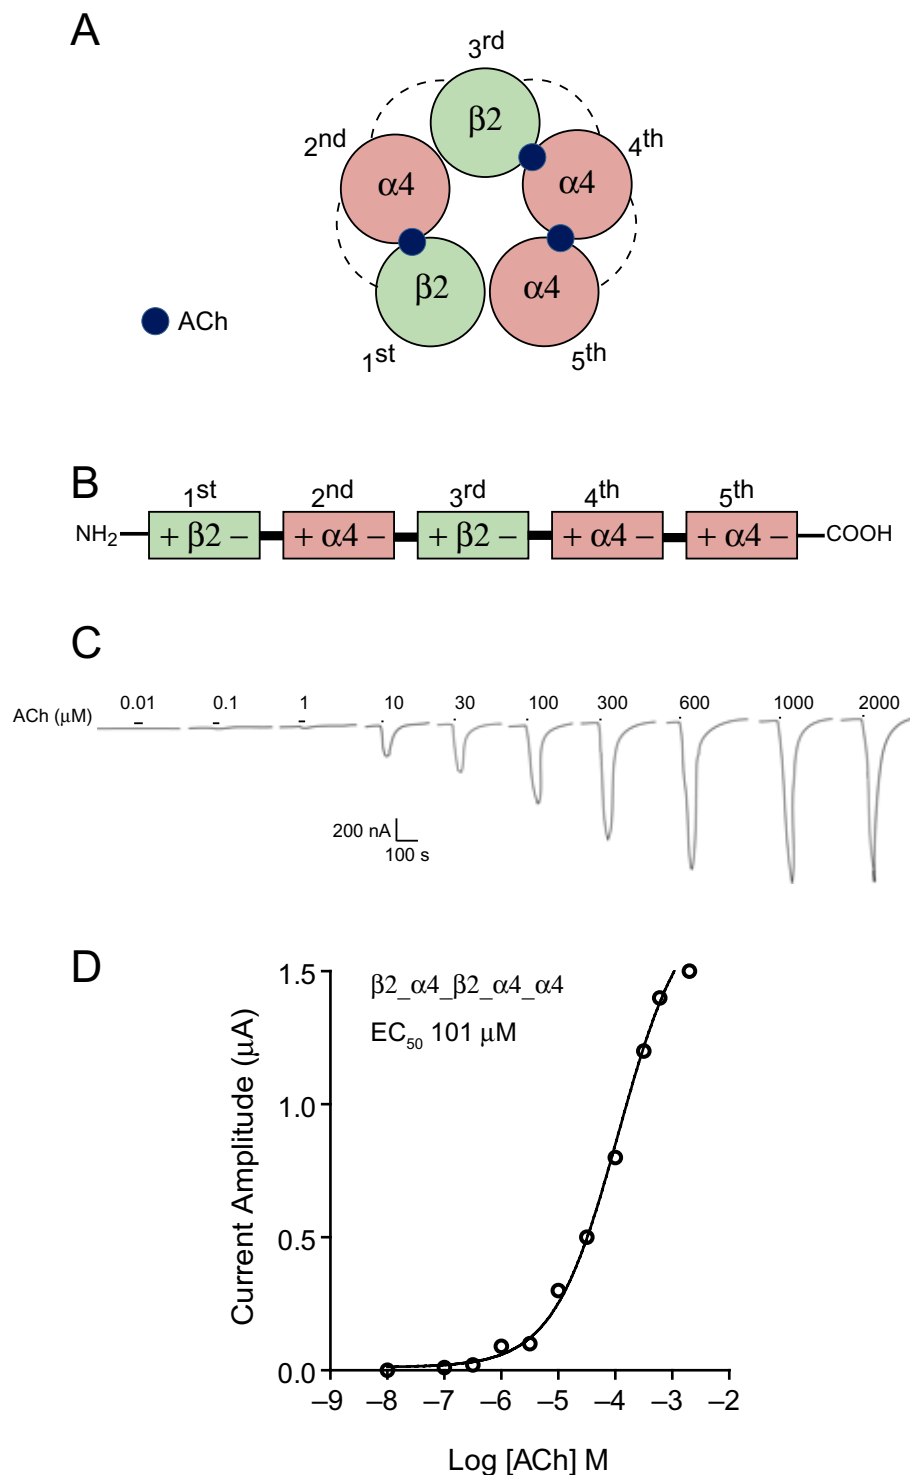 A
3rd
2nd
β2
4th
α4
α4
β2
α4
ACh
1st
5th
B
1st 2nd 3rd 4th 5th
NH2 + β2 – + α4 – + β2 – + α4 – + α4 – COOH
C
ACh (μM) 0.01 0.1 1 10 30 100 300 600 1000 2000
200 nA
100 s
D
β2_α4_β2_α4_α4
EC50 101 μM
Current Amplitude (μA)
1.5
1.0
0.5
0.0
–9 –8 –7 –6 –5 –4 –3 –2
Log [ACh] M